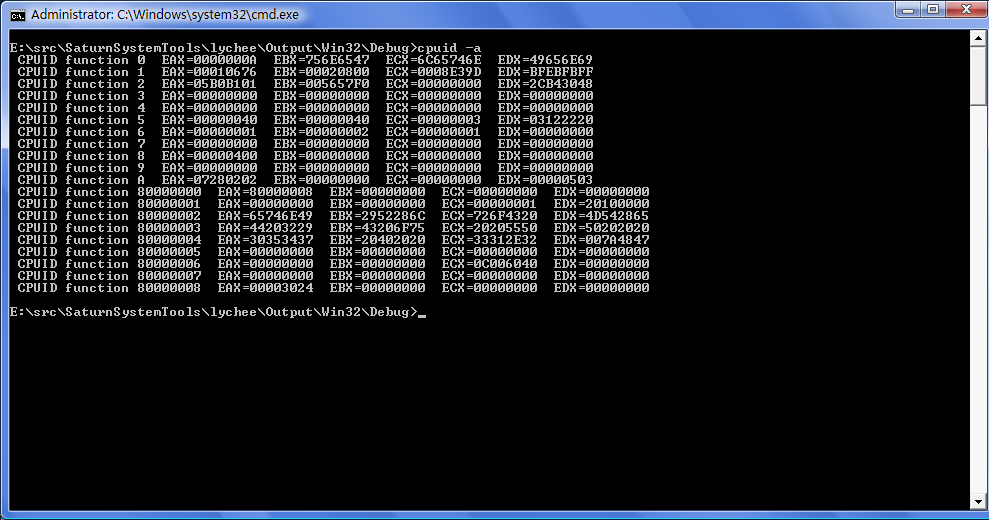 Administrator: C:\Windows\system32\cmd.exe
E:\src\SaturnSystemTools\lychee\Output\Win32\Debug>cpuid -a
CPUID function 0 EAX=0000000A EBX=756E6547 ECX=6C65746E EDX=49656E69
CPUID function 1 EAX=00010676 EBX=00020800 ECX=0008E39D EDX=BFEBFBFF
CPUID function 2 EAX=05B0B101 EBX=005657F0 ECX=00000000 EDX=2CB43048
CPUID function 3 EAX=00000000 EBX=00000000 ECX=00000000 EDX=00000000
CPUID function 4 EAX=00000000 EBX=00000000 ECX=00000000 EDX=00000000
CPUID function 5 EAX=00000040 EBX=00000040 ECX=00000003 EDX=03122220
CPUID function 6 EAX=00000001 EBX=00000002 ECX=00000001 EDX=00000000
CPUID function 7 EAX=00000000 EBX=00000000 ECX=00000000 EDX=00000000
CPUID function 8 EAX=00000400 EBX=00000000 ECX=00000000 EDX=00000000
CPUID function 9 EAX=00000000 EBX=00000000 ECX=00000000 EDX=00000000
CPUID function A EAX=07280202 EBX=00000000 ECX=00000000 EDX=00000503
CPUID function 80000000 EAX=80000008 EBX=00000000 ECX=00000000 EDX=00000000
CPUID function 80000001 EAX=00000000 EBX=00000000 ECX=00000001 EDX=20100000
CPUID function 80000002 EAX=65746E49 EBX=2952286C ECX=726F4320 EDX=4D542865
CPUID function 80000003 EAX=44203229 EBX=43206F75 ECX=20205550 EDX=50202020
CPUID function 80000004 EAX=30353437 EBX=20402020 ECX=33312E32 EDX=007A4847
CPUID function 80000005 EAX=00000000 EBX=00000000 ECX=00000000 EDX=00000000
CPUID function 80000006 EAX=00000000 EBX=00000000 ECX=0C006040 EDX=00000000
CPUID function 80000007 EAX=00000000 EBX=00000000 ECX=00000000 EDX=00000000
CPUID function 80000008 EAX=00003024 EBX=00000000 ECX=00000000 EDX=00000000
E:\src\SaturnSystemTools\lychee\Output\Win32\Debug>_